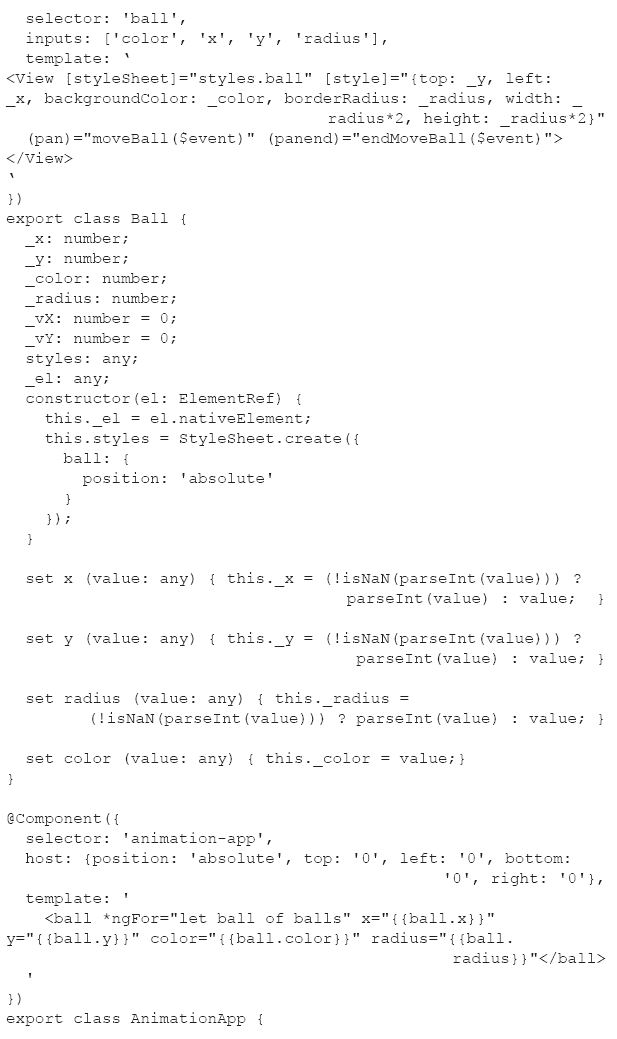 selector: 'ball',
  inputs: ['color', 'x', 'y', 'radius'],
  template: ‛
<View [styleSheet]="styles.ball" [style]="{top: _y, left:
_x, backgroundColor: _color, borderRadius: _radius, width: _
                                  radius*2, height: _radius*2}"
  (pan)="moveBall($event)" (panend)="endMoveBall($event)">
</View>
‛
})
export class Ball {
  _x: number;
  _y: number;
  _color: number;
  _radius: number;
  _vX: number = 0;
  _vY: number = 0;
  styles: any;
  _el: any;
  constructor(el: ElementRef) {
    this._el = el.nativeElement;
    this.styles = StyleSheet.create({
      ball: {
        position: 'absolute'
      }
    });
  }

  set x (value: any) { this._x = (!isNaN(parseInt(value))) ?
                                    parseInt(value) : value;  }

  set y (value: any) { this._y = (!isNaN(parseInt(value))) ?
                                     parseInt(value) : value; }

  set radius (value: any) { this._radius =
         (!isNaN(parseInt(value))) ? parseInt(value) : value; }

  set color (value: any) { this._color = value;}
}

@Component({
  selector: 'animation-app',
  host: {position: 'absolute', top: '0', left: '0', bottom:
                                              '0', right: '0'},
  template: '
    <ball *ngFor="let ball of balls" x="{{ball.x}}"
y="{{ball.y}}" color="{{ball.color}}" radius="{{ball.
                                               radius}}"</ball>
  '
})
export class AnimationApp {